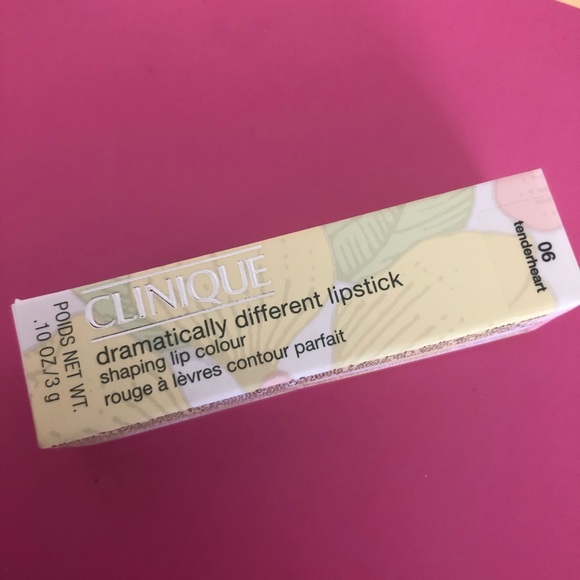 CLINIQUE
dramatically different lipstick
shaping lip colour
rouge à lèvres contour parfait
POIDS NET WT.
.10 OZ./3 g
06
tenderheart